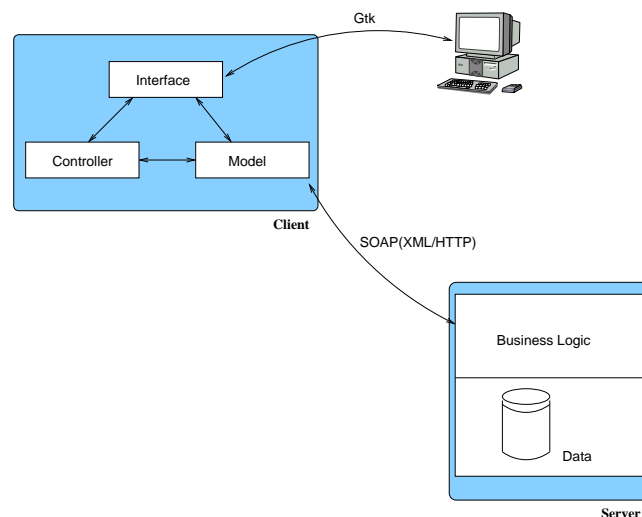 Gtk
Interface
Controller
Model
Client
SOAP(XML/HTTP)
Business Logic
Data
Server